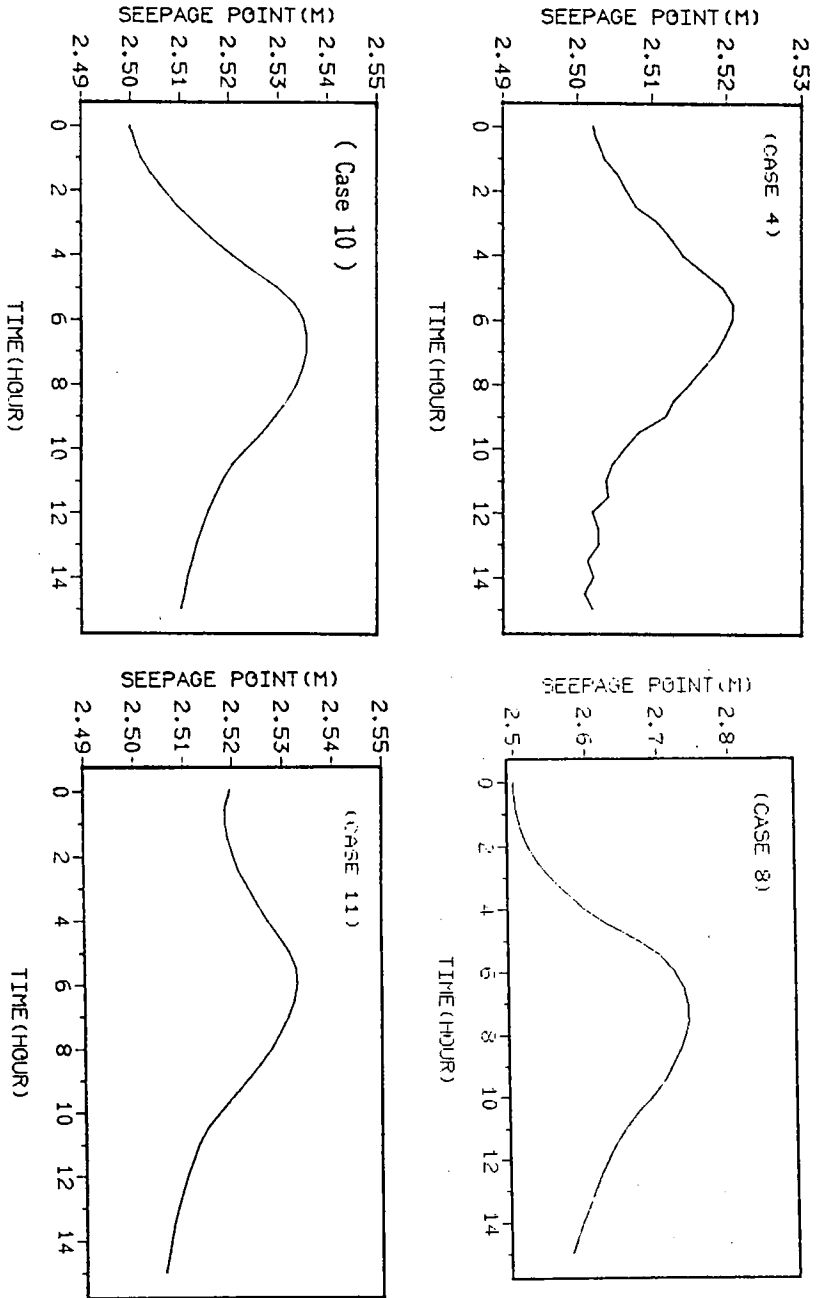 (CASE 4)
SEEPAGE POINT(M)
2.53
2.52
2.51
2.50
2.49
0 2 4 6 8 10 12 14
(CASE 8)
SEEPAGE POINT(M)
2.8
2.7
2.6
2.5
0 2 4 6 8 10 12 14
TIME(HOUR)
( Case 10 )
SEEPAGE POINT(M)
2.55
2.54
2.53
2.52
2.51
2.50
2.49
0 2 4 6 8 10 12 14
TIME(HOUR)
(CASE 11)
SEEPAGE POINT(M)
2.55
2.54
2.53
2.52
2.51
2.50
2.49
0 2 4 6 8 10 12 14
TIME(HOUR)